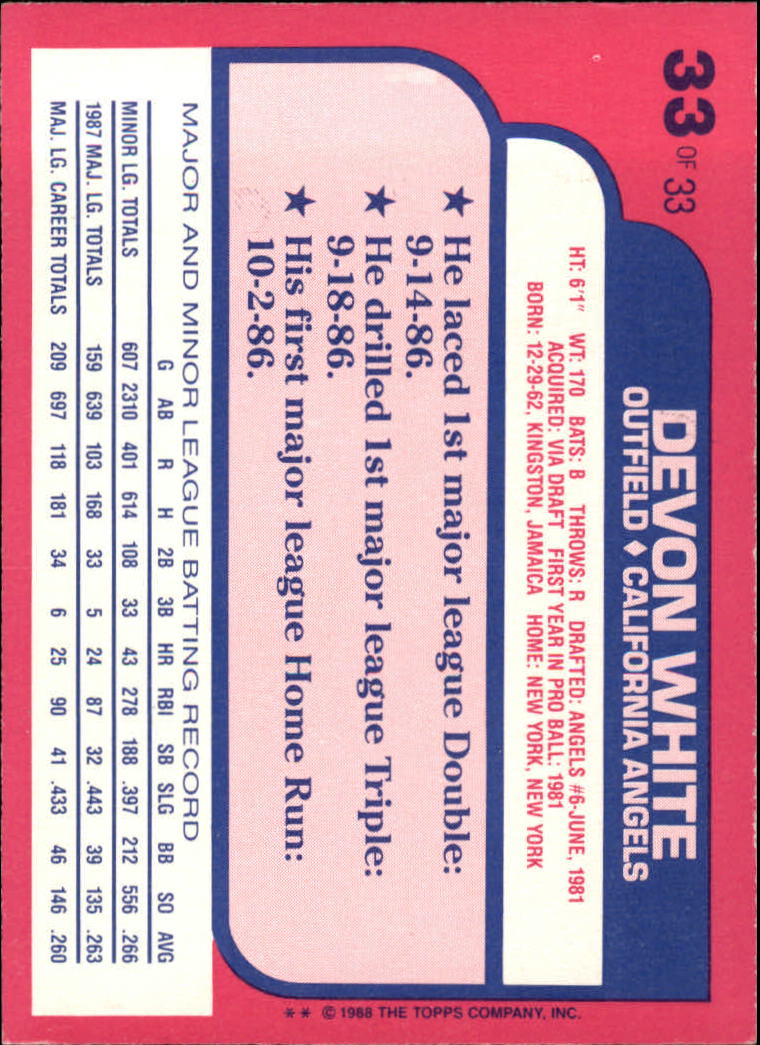 33 OF 33
DEVON WHITE
OUTFIELD ♦ CALIFORNIA ANGELS
HT: 6'1" WT: 170 BATS: B THROWS: R DRAFTED: ANGELS #6-JUNE, 1981
ACQUIRED: VIA DRAFT FIRST YEAR IN PRO BALL: 1981
BORN: 12-29-62, KINGSTON, JAMAICA HOME: NEW YORK, NEW YORK
★ He laced 1st major league Double:
9-14-86.
★ He drilled 1st major league Triple:
9-18-86.
★ His first major league Home Run:
10-2-86.
MAJOR AND MINOR LEAGUE BATTING RECORD
G AB R H 2B 3B HR RBI SB SLG BB SO AVG
MINOR LG. TOTALS 607 2310 401 614 108 33 43 278 188 .397 212 556 .266
1987 MAJ. LG. TOTALS 159 639 103 168 33 5 24 87 32 .443 39 135 .263
MAJ. LG. CAREER TOTALS 209 697 118 181 34 6 25 90 41 .433 46 146 .260
** © 1988 THE TOPPS COMPANY, INC.